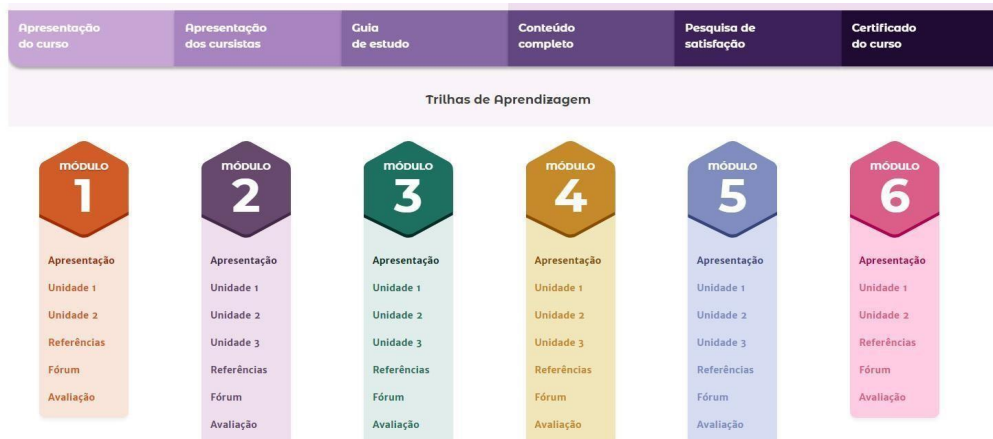 Apresentação
do curso
Apresentação
dos cursistas
Guia
de estudo
Conteúdo
completo
Pesquisa de
satisfação
Certificado
do curso
Trilhas de Aprendizagem
MÓDULO
1
Apresentação
Unidade 1
Unidade 2
Referências
Fórum
Avaliação
MÓDULO
2
Apresentação
Unidade 1
Unidade 2
Unidade 3
Referências
Fórum
Avaliação
MÓDULO
3
Apresentação
Unidade 1
Unidade 2
Unidade 3
Referências
Fórum
Avaliação
MÓDULO
4
Apresentação
Unidade 1
Unidade 2
Unidade 3
Referências
Fórum
Avaliação
MÓDULO
5
Apresentação
Unidade 1
Unidade 2
Unidade 3
Referências
Fórum
Avaliação
MÓDULO
6
Apresentação
Unidade 1
Unidade 2
Referências
Fórum
Avaliação